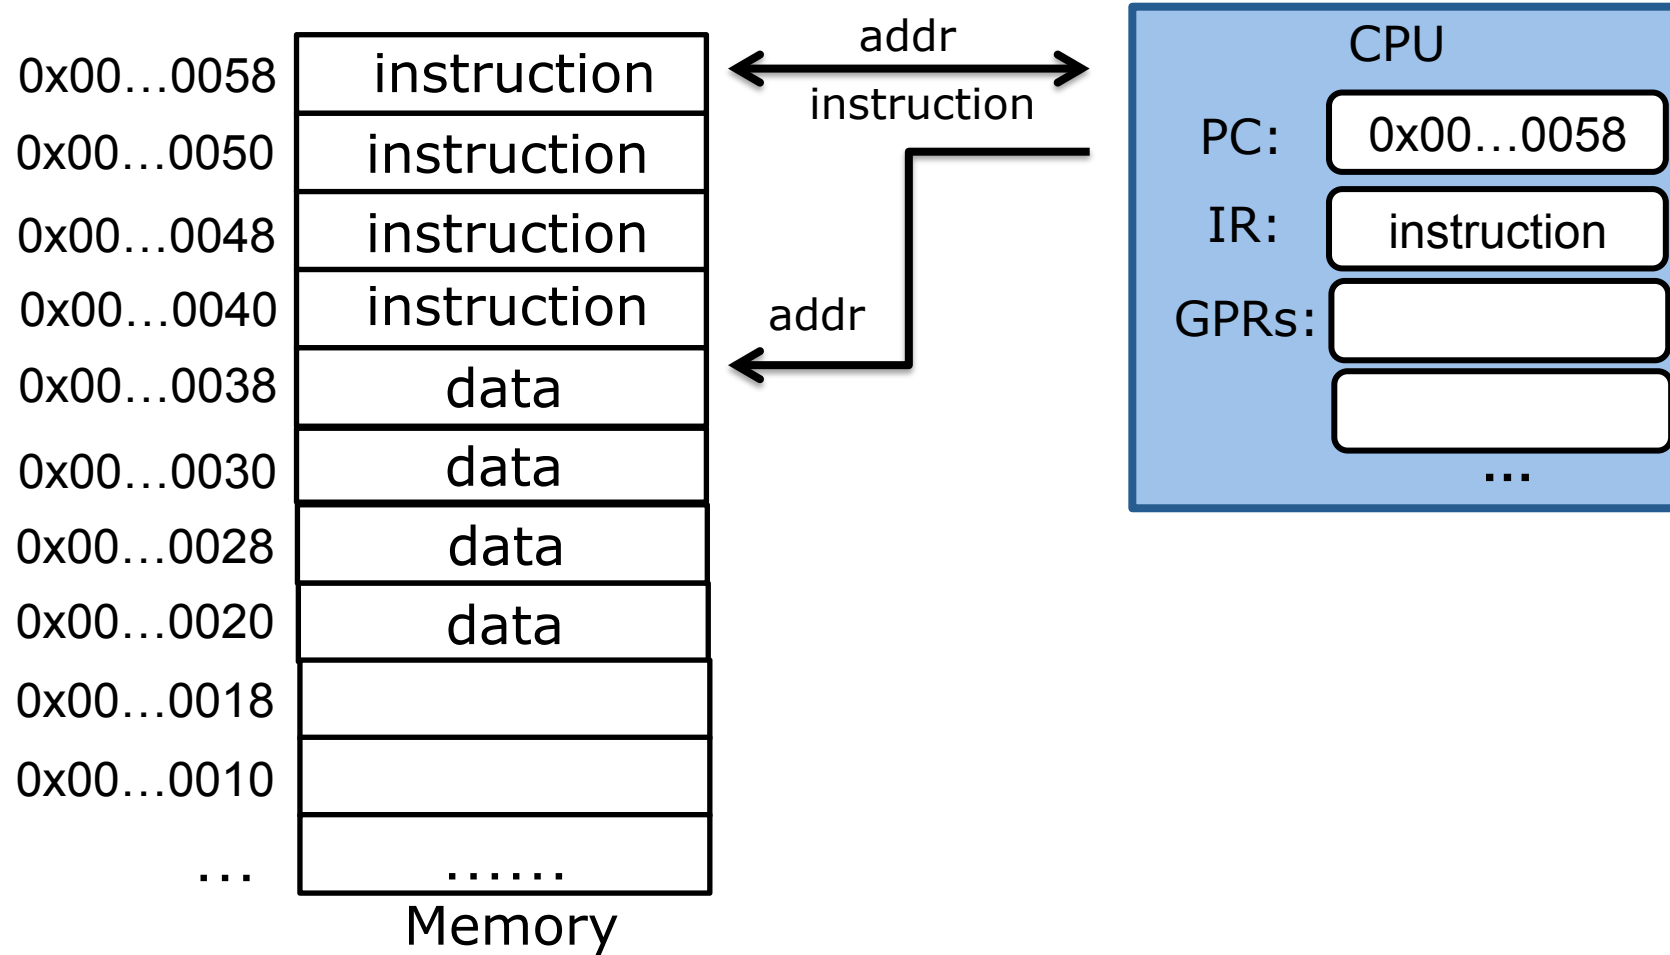 0x00...0058 instruction
0x00...0050 instruction
0x00...0048 instruction
0x00...0040 instruction
0x00...0038 data
0x00...0030 data
0x00...0028 data
0x00...0020 data
0x00...0018
0x00...0010
... ......
Memory
addr
instruction
addr
CPU
PC: 0x00...0058
IR: instruction
GPRs:
...